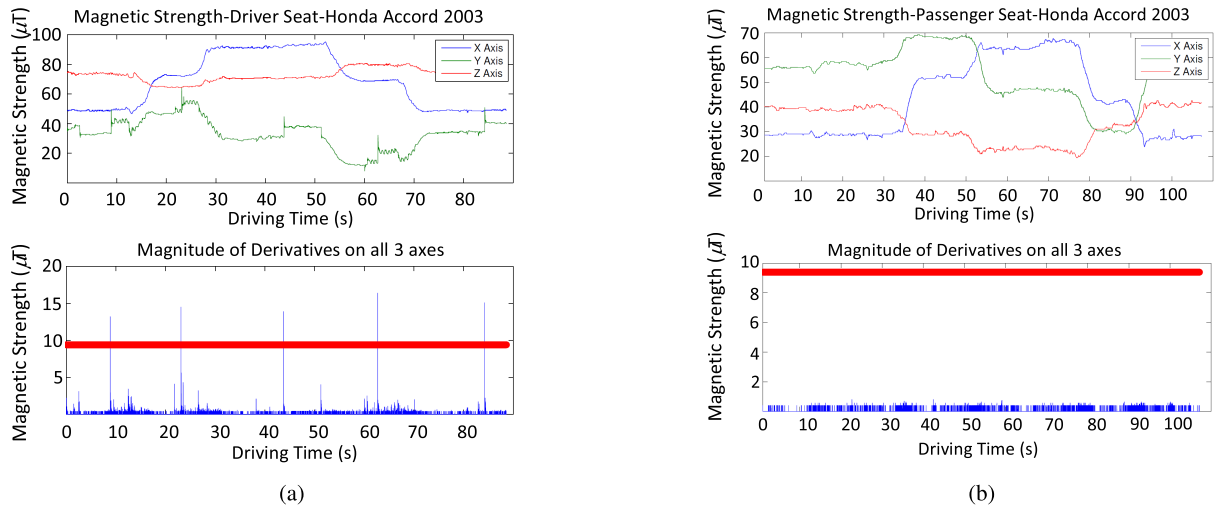 Magnetic Strength-Driver Seat-Honda Accord 2003
Magnetic Strength (μT)
100
80
60
40
20
X Axis
Y Axis
Z Axis
0 10 20 30 40 50 60 70 80
Driving Time (s)
Magnitude of Derivatives on all 3 axes
Magnetic Strength (μT)
20
15
10
5
0 10 20 30 40 50 60 70 80
Driving Time (s)
(a)
Magnetic Strength-Passenger Seat-Honda Accord 2003
Magnetic Strength (μT)
70
60
50
40
30
20
X Axis
Y Axis
Z Axis
0 10 20 30 40 50 60 70 80 90 100
Driving Time (s)
Magnitude of Derivatives on all 3 axes
Magnetic Strength (μT)
10
8
6
4
2
0 10 20 30 40 50 60 70 80 90 100
Driving Time (s)
(b)